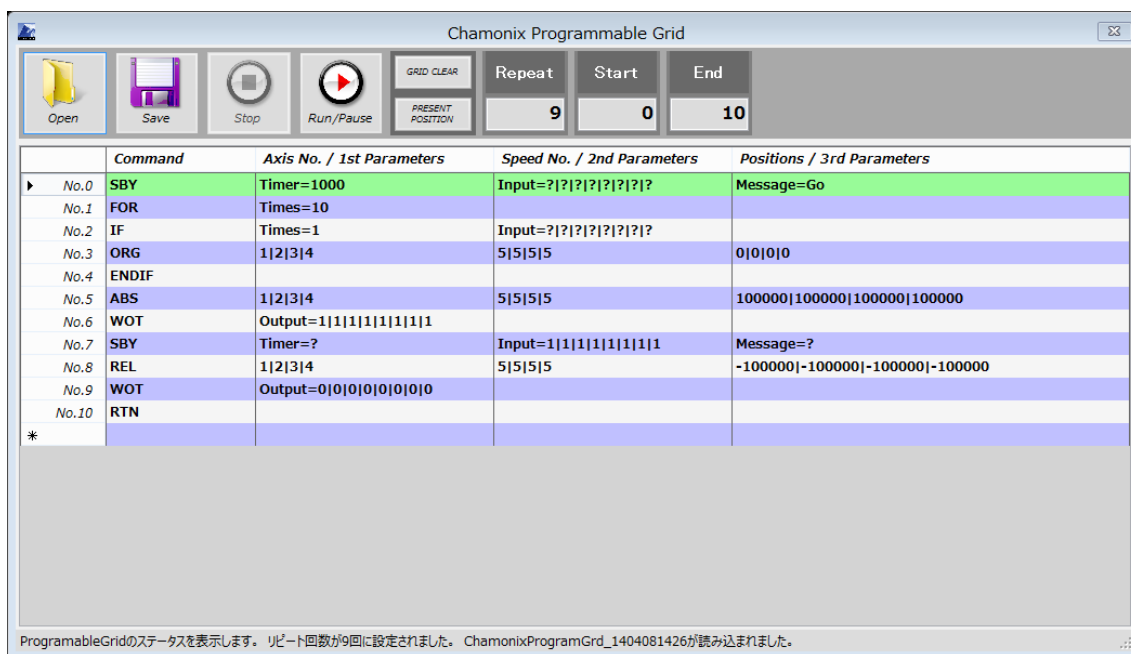 Chamonix Programmable Grid
Open
Save
Stop
Run/Pause
GRID CLEAR
PRESENT
POSITION
Repeat Start End
9 0 10
Command Axis No. / 1st Parameters Speed No. / 2nd Parameters Positions / 3rd Parameters
No.0 SBY Timer=1000 Input=?|?|?|?|?|?|?|? Message=Go
No.1 FOR Times=10
No.2 IF Times=1 Input=?|?|?|?|?|?|?|?
No.3 ORG 1|2|3|4 5|5|5|5 0|0|0|0
No.4 ENDIF
No.5 ABS 1|2|3|4 5|5|5|5 100000|100000|100000|100000
No.6 WOT Output=1|1|1|1|1|1|1|1
No.7 SBY Timer=? Input=1|1|1|1|1|1|1|1 Message=?
No.8 REL 1|2|3|4 5|5|5|5 -100000|-100000|-100000|-100000
No.9 WOT Output=0|0|0|0|0|0|0|0
No.10 RTN
ProgramableGridのステータスを表示します。 リピート回数が9回に設定されました。 ChamonixProgramGrd_1404081426が読み込まれました。